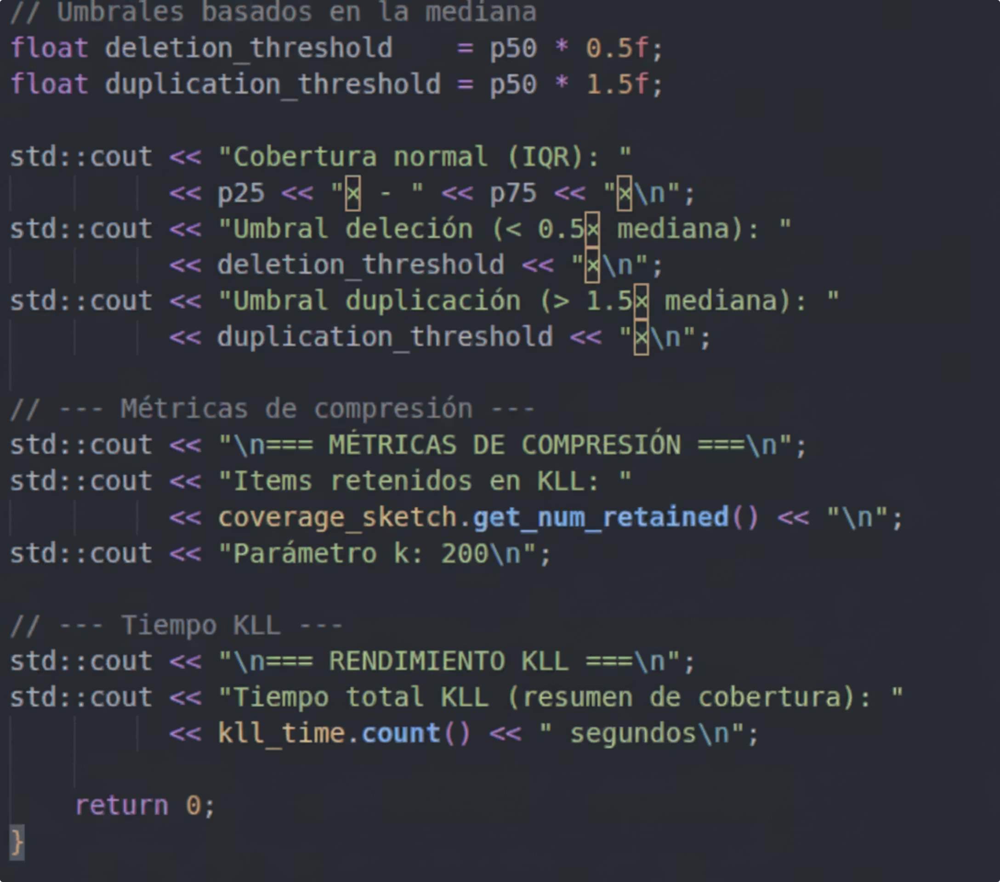 // Umbrales basados en la mediana
float deletion_threshold    = p50 * 0.5f;
float duplication_threshold = p50 * 1.5f;
std::cout << "Cobertura normal (IQR): "
          << p25 << "× - " << p75 << "×\n";
std::cout << "Umbral deleción (< 0.5× mediana): "
          << deletion_threshold << "×\n";
std::cout << "Umbral duplicación (> 1.5× mediana): "
          << duplication_threshold << "×\n";
// --- Métricas de compresión ---
std::cout << "\n=== MÉTRICAS DE COMPRESIÓN ===\n";
std::cout << "Items retenidos en KLL: "
          << coverage_sketch.get_num_retained() << "\n";
std::cout << "Parámetro k: 200\n";
// --- Tiempo KLL ---
std::cout << "\n=== RENDIMIENTO KLL ===\n";
std::cout << "Tiempo total KLL (resumen de cobertura): "
          << kll_time.count() << " segundos\n";
    return 0;
}